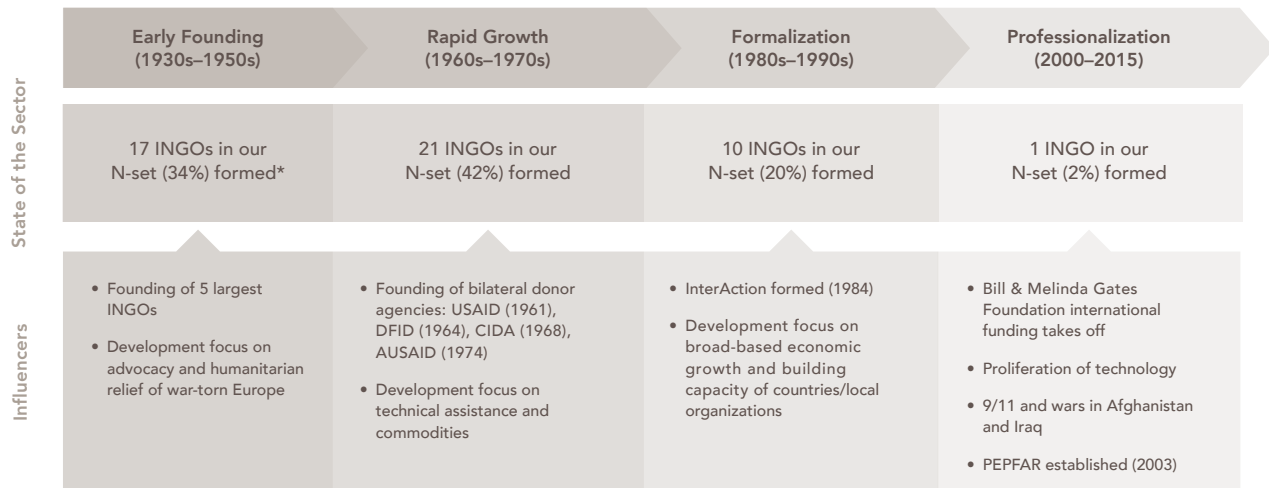 Early Founding
(1930s–1950s)
Rapid Growth
(1960s–1970s)
Formalization
(1980s–1990s)
Professionalization
(2000–2015)
State of the Sector
17 INGOs in our
N-set (34%) formed*
21 INGOs in our
N-set (42%) formed
10 INGOs in our
N-set (20%) formed
1 INGO in our
N-set (2%) formed
Influencers
• Founding of 5 largest
INGOs
• Development focus on
advocacy and humanitarian
relief of war-torn Europe
• Founding of bilateral donor
agencies: USAID (1961),
DFID (1964), CIDA (1968),
AUSAID (1974)
• Development focus on
technical assistance and
commodities
• InterAction formed (1984)
• Development focus on
broad-based economic
growth and building
capacity of countries/local
organizations
• Bill & Melinda Gates
Foundation international
funding takes off
• Proliferation of technology
• 9/11 and wars in Afghanistan
and Iraq
• PEPFAR established (2003)